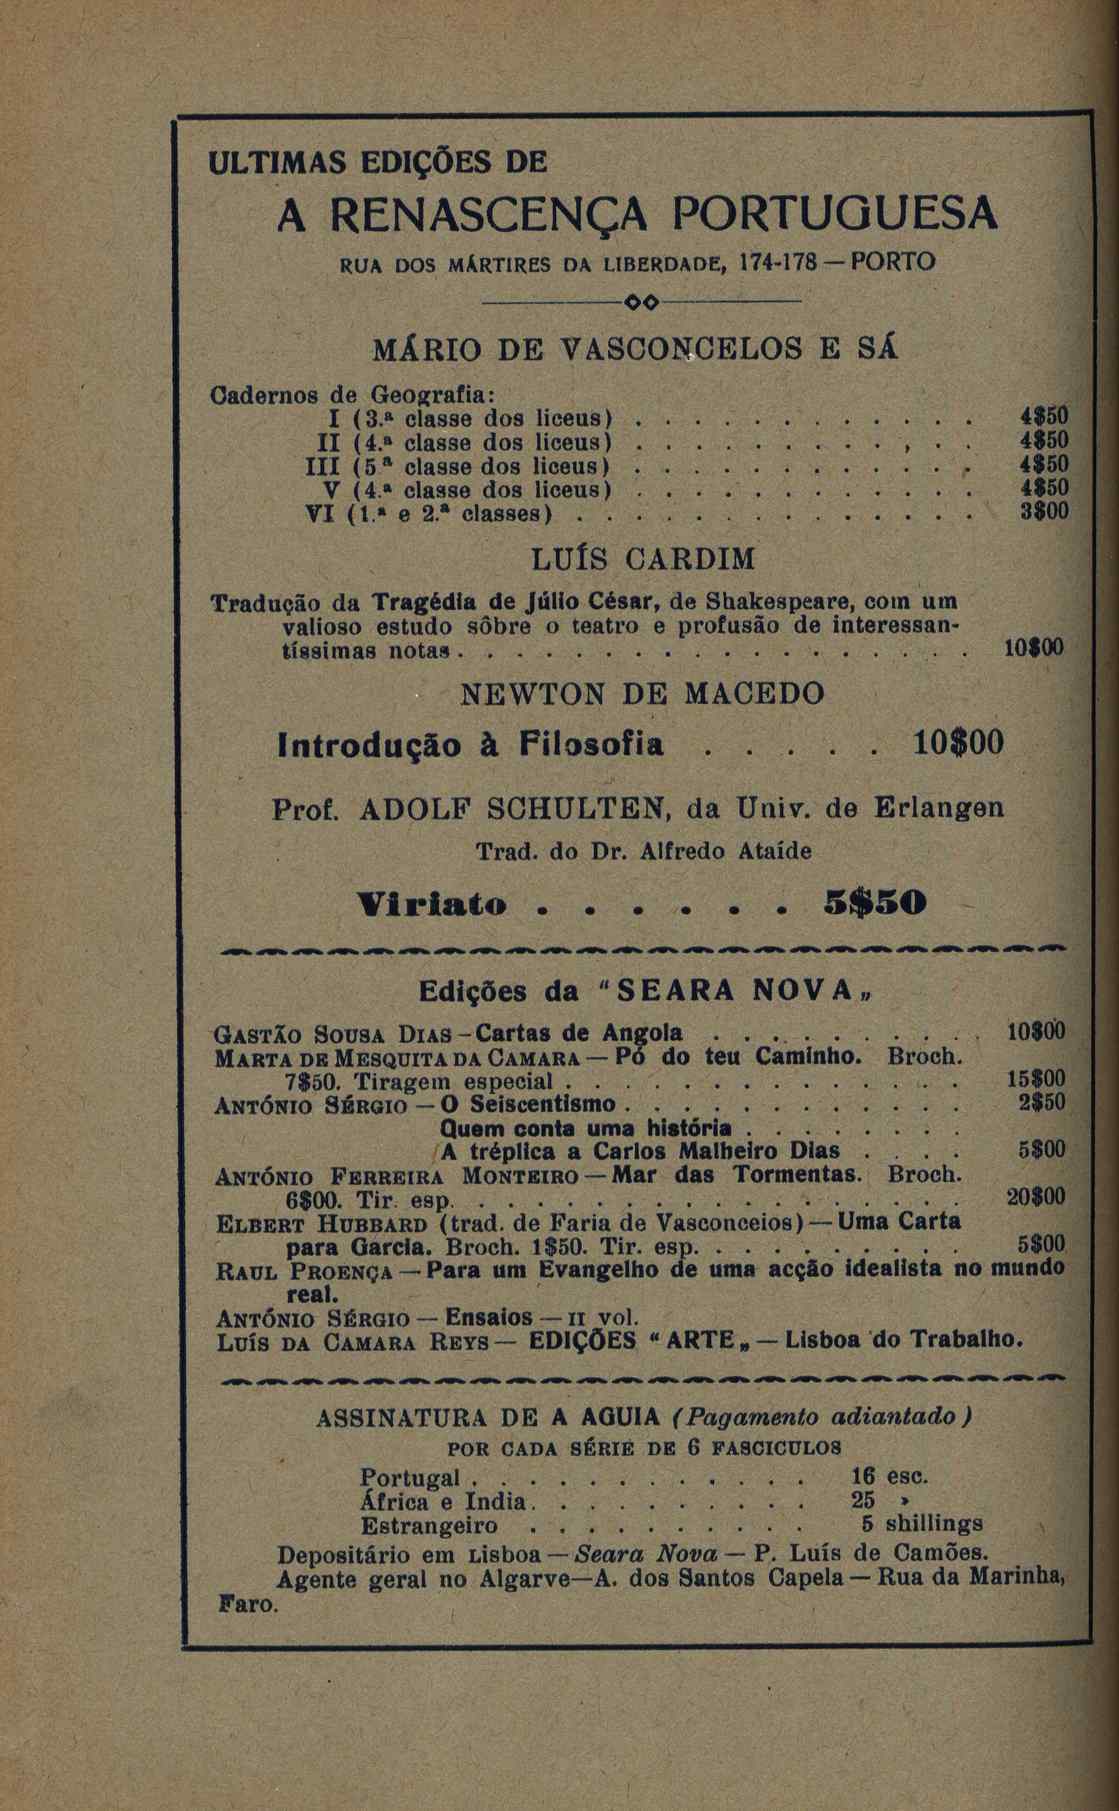 ULTIMAS EDIÇÕES DE
A RENASCENÇA PORTUGUESA
RUA DOS MÁRTIRES DA LIBERDADE, 174-178 — PORTO
MÁRIO DE VASCONCELOS E SÁ
Cadernos de Geografia:
I (3.ª classe dos liceus) . . . . . . . . . . . . 4$50
II (4.ª classe dos liceus) . . . . . . . . . , . . 4$50
III (5ª classe dos liceus) . . . . . . . . . . . . 4$50
V (4.ª classe dos liceus) . . . . . . . . . . . . 4$50
VI (1.ª e 2.ª classes) . . . . . . . . . . . . . . 3$00
LUÍS CARDIM
Tradução da Tragédia de Júlio César, de Shakespeare, com um
valioso estudo sôbre o teatro e profusão de interessan-
tíssimas notas . . . . . . . . . . . . . . . . . . 10$00
NEWTON DE MACEDO
Introdução à Filosofia . . . . . 10$00
Prof. ADOLF SCHULTEN, da Univ. de Erlangen
Trad. do Dr. Alfredo Ataíde
Viriato . . . . . . 5$50
Edições da "SEARA NOVA„
GASTÃO SOUSA DIAS – Cartas de Angola . . . . . . . . . . 10$00
MARTA DE MESQUITA DA CAMARA — Pó do teu Caminho. Broch.
7$50. Tiragem especial . . . . . . . . . . . . . . 15$00
ANTÓNIO SÉRGIO — O Seiscentismo . . . . . . . . . . . . 2$50
Quem conta uma história . . . . . . . .
A tréplica a Carlos Malheiro Dias . . . . 5$00
ANTÓNIO FERREIRA MONTEIRO — Mar das Tormentas. Broch.
6$00. Tir. esp. . . . . . . . . . . . . . . . . . . 20$00
ELBERT HUBBARD (trad. de Faria de Vasconceios) — Uma Carta
para Garcia. Broch. 1$50. Tir. esp. . . . . . . . . . 5$00
RAUL PROENÇA — Para um Evangelho de uma acção idealista no mundo
real.
ANTÓNIO SÉRGIO — Ensaios — II vol.
LUÍS DA CAMARA REYS — EDIÇÕES "ARTE„ — Lisboa do Trabalho.
ASSINATURA DE A AGUIA (Pagamento adiantado)
POR CADA SÉRIE DE 6 FASCICULOS
Portugal . . . . . . . . . . . . 16 esc.
África e India . . . . . . . . . . 25 »
Estrangeiro . . . . . . . . . . 5 shillings
Depositário em Lisboa — Seara Nova — P. Luís de Camões.
Agente geral no Algarve—A. dos Santos Capela — Rua da Marinha,
Faro.